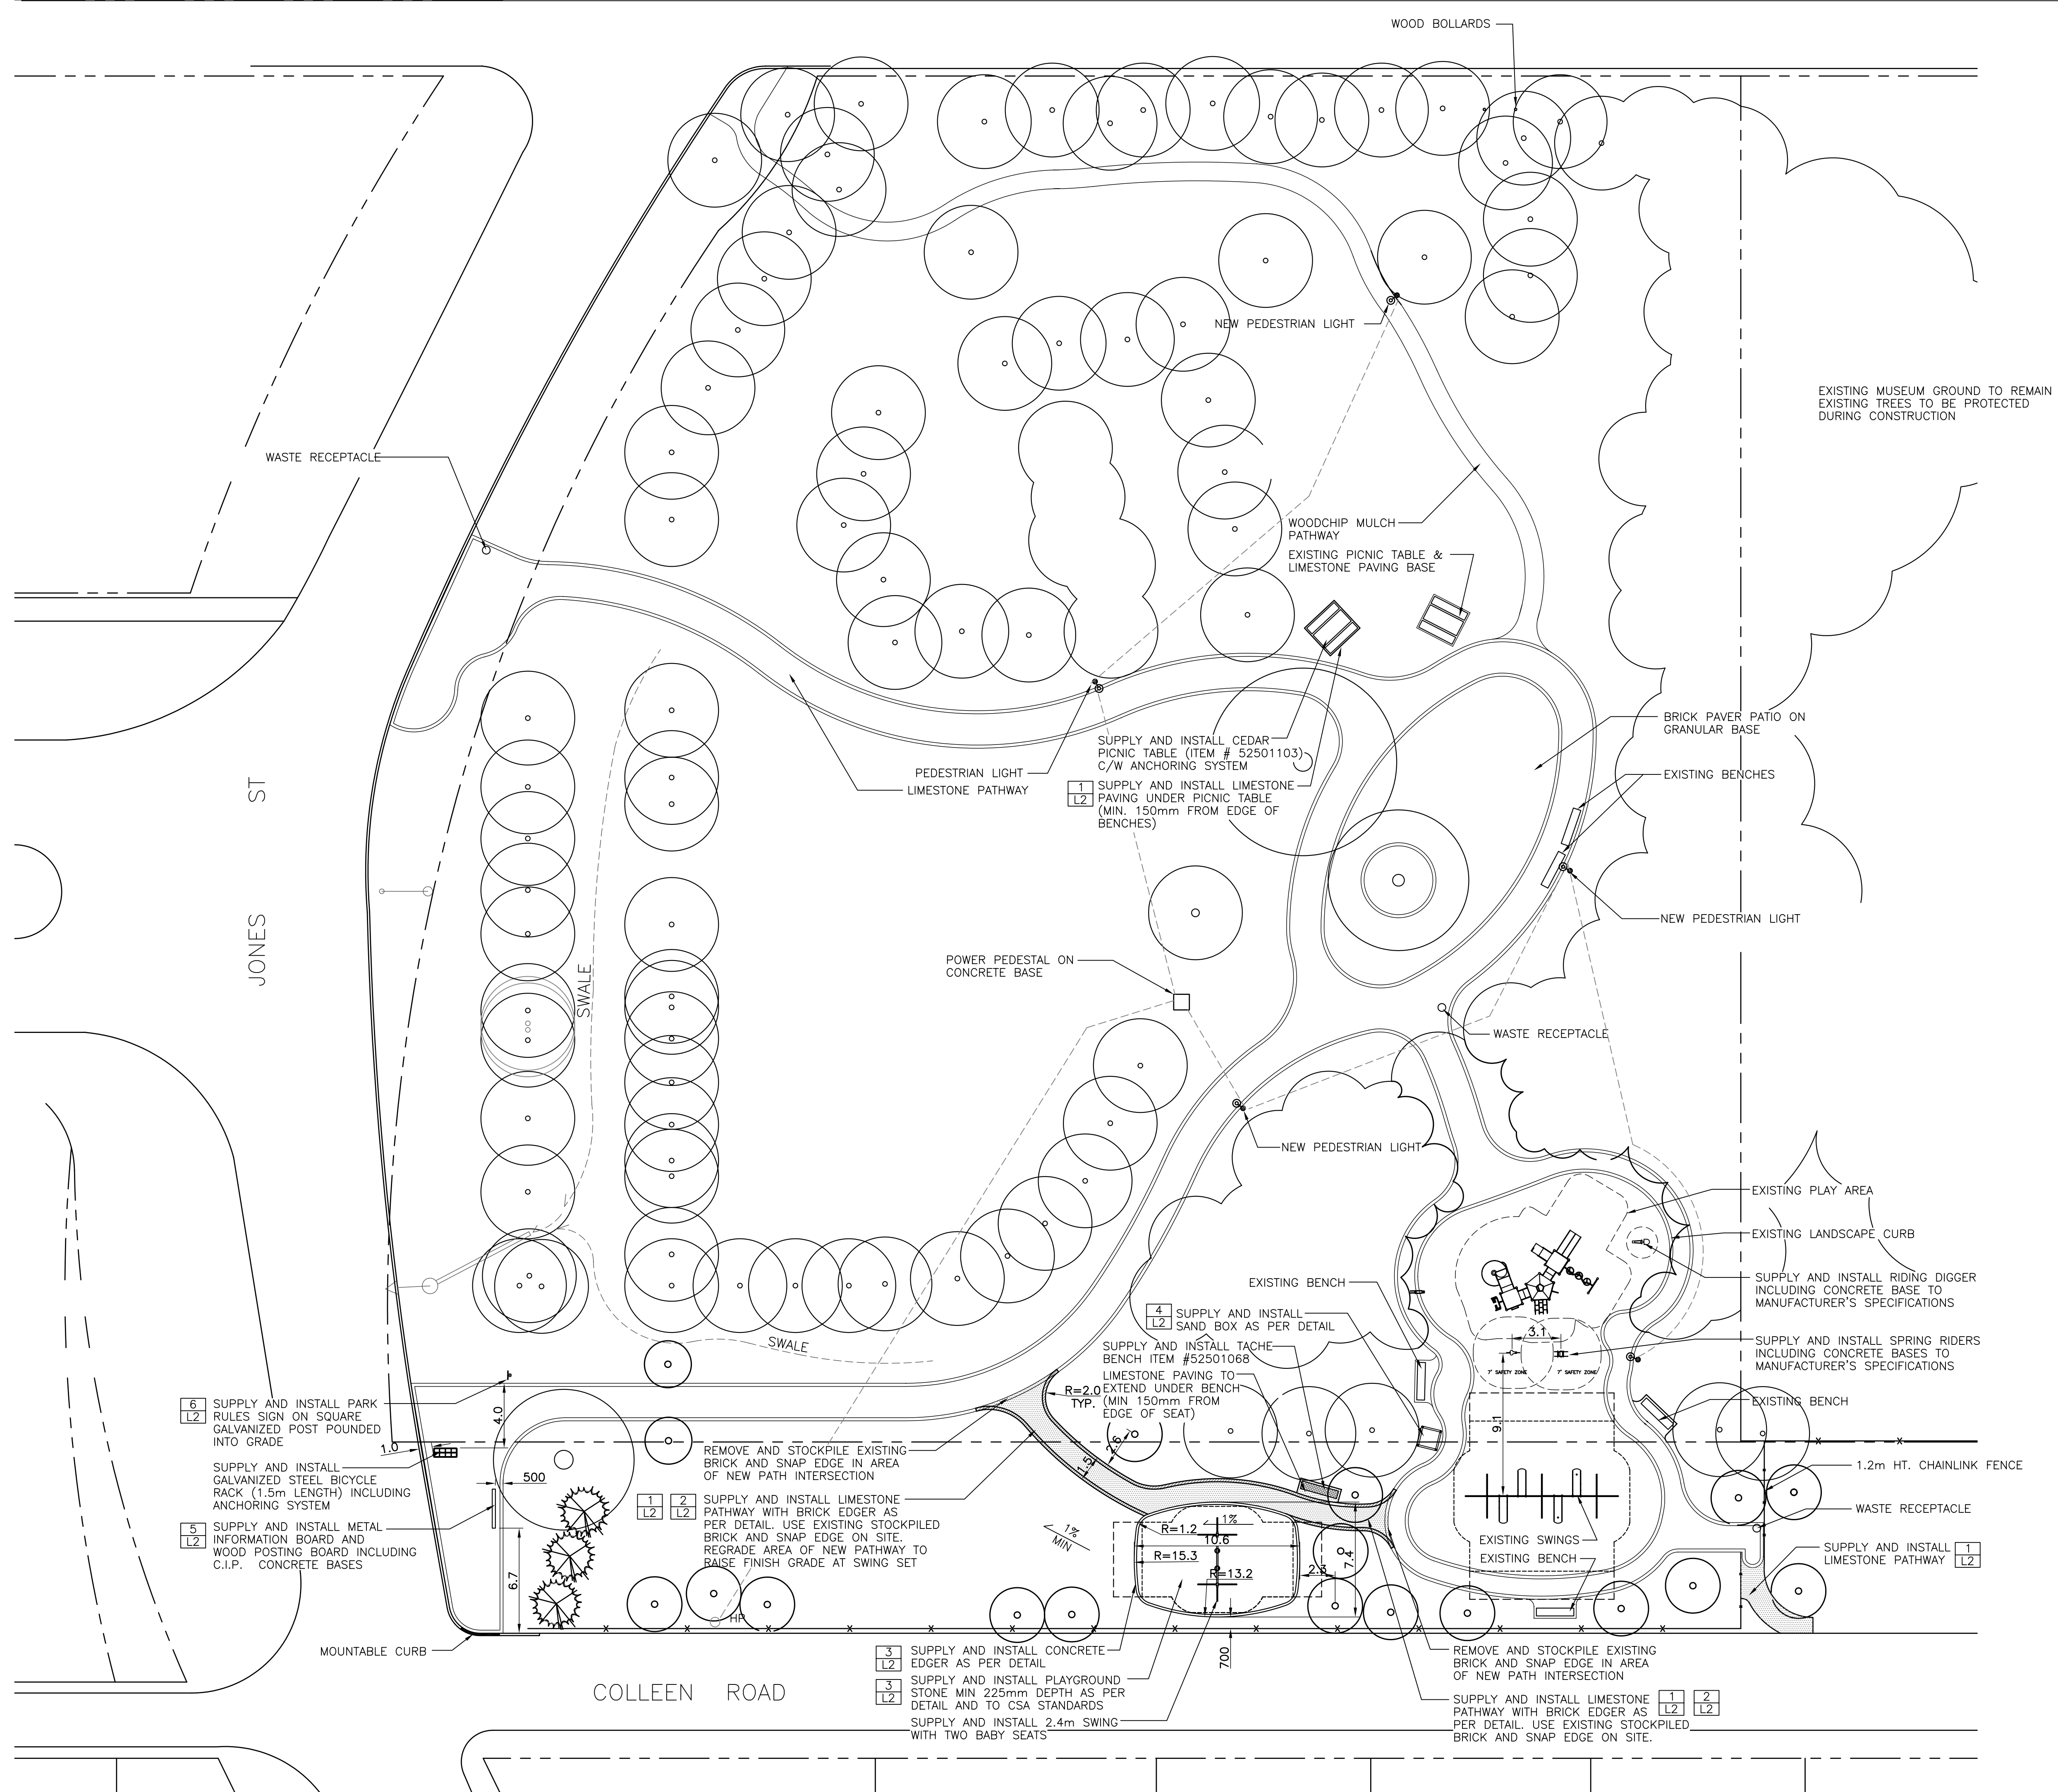 WOOD BOLLARDS
NEW PEDESTRIAN LIGHT
EXISTING MUSEUM GROUND TO REMAIN
EXISTING TREES TO BE PROTECTED
DURING CONSTRUCTION
WASTE RECEPTACLE
WOODCHIP MULCH
PATHWAY
EXISTING PICNIC TABLE &
LIMESTONE PAVING BASE
BRICK PAVER PATIO ON
GRANULAR BASE
SUPPLY AND INSTALL CEDAR
PICNIC TABLE (ITEM # 52501103)
C/W ANCHORING SYSTEM
PEDESTRIAN LIGHT
LIMESTONE PATHWAY
EXISTING BENCHES
1
L2
SUPPLY AND INSTALL LIMESTONE
PAVING UNDER PICNIC TABLE
(MIN. 150mm FROM EDGE OF
BENCHES)
JONES ST
NEW PEDESTRIAN LIGHT
SWALE
POWER PEDESTAL ON
CONCRETE BASE
WASTE RECEPTACLE
NEW PEDESTRIAN LIGHT
EXISTING PLAY AREA
EXISTING LANDSCAPE CURB
SUPPLY AND INSTALL RIDING DIGGER
INCLUDING CONCRETE BASE TO
MANUFACTURER'S SPECIFICATIONS
EXISTING BENCH
4
L2
SUPPLY AND INSTALL
SAND BOX AS PER DETAIL
3.1
SUPPLY AND INSTALL SPRING RIDERS
INCLUDING CONCRETE BASES TO
MANUFACTURER'S SPECIFICATIONS
SWALE
SUPPLY AND INSTALL TACHE
BENCH ITEM #52501068
7' SAFETY ZONE
7' SAFETY ZONE
LIMESTONE PAVING TO
EXTEND UNDER BENCH
(MIN 150mm FROM
EDGE OF SEAT)
R=2.0
TYP.
6
L2
SUPPLY AND INSTALL PARK
RULES SIGN ON SQUARE
GALVANIZED POST POUNDED
INTO GRADE
4.0
1.0
EXISTING BENCH
9.1
2.6
1.5
REMOVE AND STOCKPILE EXISTING
BRICK AND SNAP EDGE IN AREA
OF NEW PATH INTERSECTION
SUPPLY AND INSTALL
GALVANIZED STEEL BICYCLE
RACK (1.5m LENGTH) INCLUDING
ANCHORING SYSTEM
500
1.2m HT. CHAINLINK FENCE
1
L2
2
L2
SUPPLY AND INSTALL LIMESTONE
PATHWAY WITH BRICK EDGER AS
PER DETAIL. USE EXISTING STOCKPILED
BRICK AND SNAP EDGE ON SITE.
REGRADE AREA OF NEW PATHWAY TO
RAISE FINISH GRADE AT SWING SET
WASTE RECEPTACLE
5
L2
SUPPLY AND INSTALL METAL
INFORMATION BOARD AND
WOOD POSTING BOARD INCLUDING
C.I.P. CONCRETE BASES
1%
MIN
R=1.2
1%
10.6
R=15.3
R=13.2
2.3
7.4
EXISTING SWINGS
EXISTING BENCH
SUPPLY AND INSTALL
LIMESTONE PATHWAY
1
L2
6.7
HP
MOUNTABLE CURB
700
3
L2
SUPPLY AND INSTALL CONCRETE
EDGER AS PER DETAIL
REMOVE AND STOCKPILE EXISTING
BRICK AND SNAP EDGE IN AREA
OF NEW PATH INTERSECTION
3
L2
SUPPLY AND INSTALL PLAYGROUND
STONE MIN 225mm DEPTH AS PER
DETAIL AND TO CSA STANDARDS
COLLEEN ROAD
SUPPLY AND INSTALL LIMESTONE
PATHWAY WITH BRICK EDGER AS
PER DETAIL. USE EXISTING STOCKPILED
BRICK AND SNAP EDGE ON SITE.
1
L2
2
L2
SUPPLY AND INSTALL 2.4m SWING
WITH TWO BABY SEATS